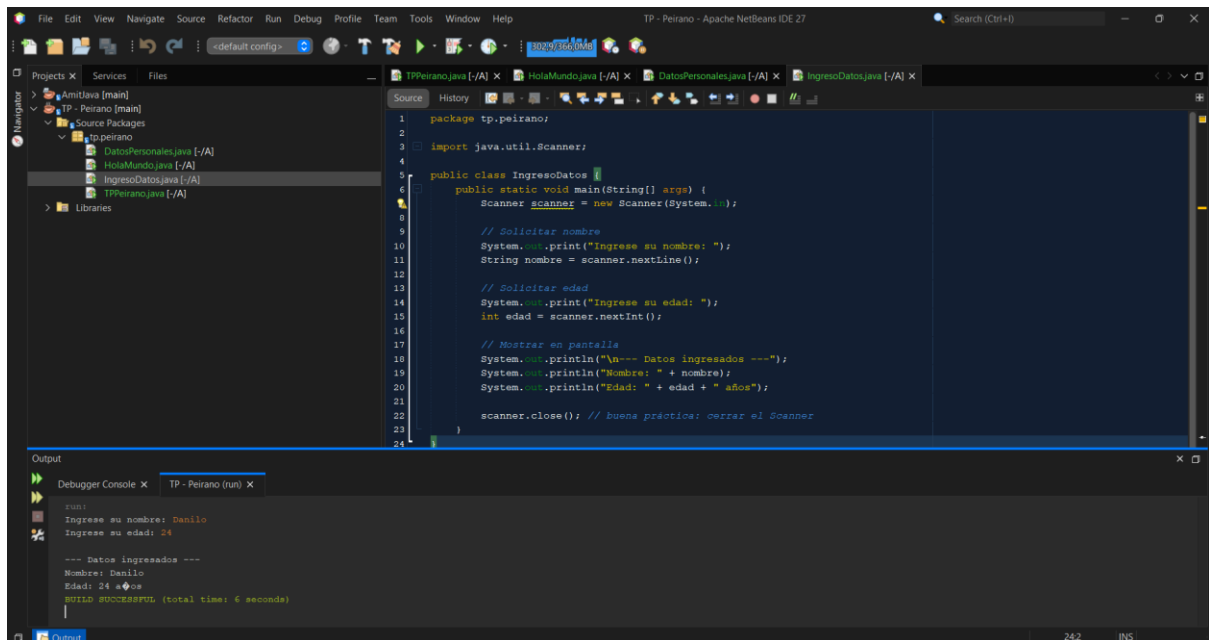 File Edit View Navigate Source Refactor Run Debug Profile Team Tools Window Help TP - Peirano - Apache NetBeans IDE 27 Search (Ctrl+I)
<default config> 302,9/366,0MB
Projects Services Files
TPPeirano.java [-/A] HolaMundo.java [-/A] DatosPersonales.java [-/A] IngresoDatos.java [-/A]
Navigator
AmitJava [main]
TP - Peirano [main]
Source Packages
tp.peirano
DatosPersonales.java [-/A]
HolaMundo.java [-/A]
IngresoDatos.java [-/A]
TPPeirano.java [-/A]
Libraries
Source History
1 package tp.peirano;
2
3 import java.util.Scanner;
4
5 public class IngresoDatos {
6 public static void main(String[] args) {
Scanner scanner = new Scanner(System.in);
8
9 // Solicitar nombre
10 System.out.print("Ingrese su nombre: ");
11 String nombre = scanner.nextLine();
12
13 // Solicitar edad
14 System.out.print("Ingrese su edad: ");
15 int edad = scanner.nextInt();
16
17 // Mostrar en pantalla
18 System.out.println("\n--- Datos ingresados ---");
19 System.out.println("Nombre: " + nombre);
20 System.out.println("Edad: " + edad + " años");
21
22 scanner.close(); // buena práctica: cerrar el Scanner
23 }
24 }
Output
Debugger Console TP - Peirano (run)
run:
Ingrese su nombre: Danilo
Ingrese su edad: 24
--- Datos ingresados ---
Nombre: Danilo
Edad: 24 a�os
BUILD SUCCESSFUL (total time: 6 seconds)
Output 24:2 INS